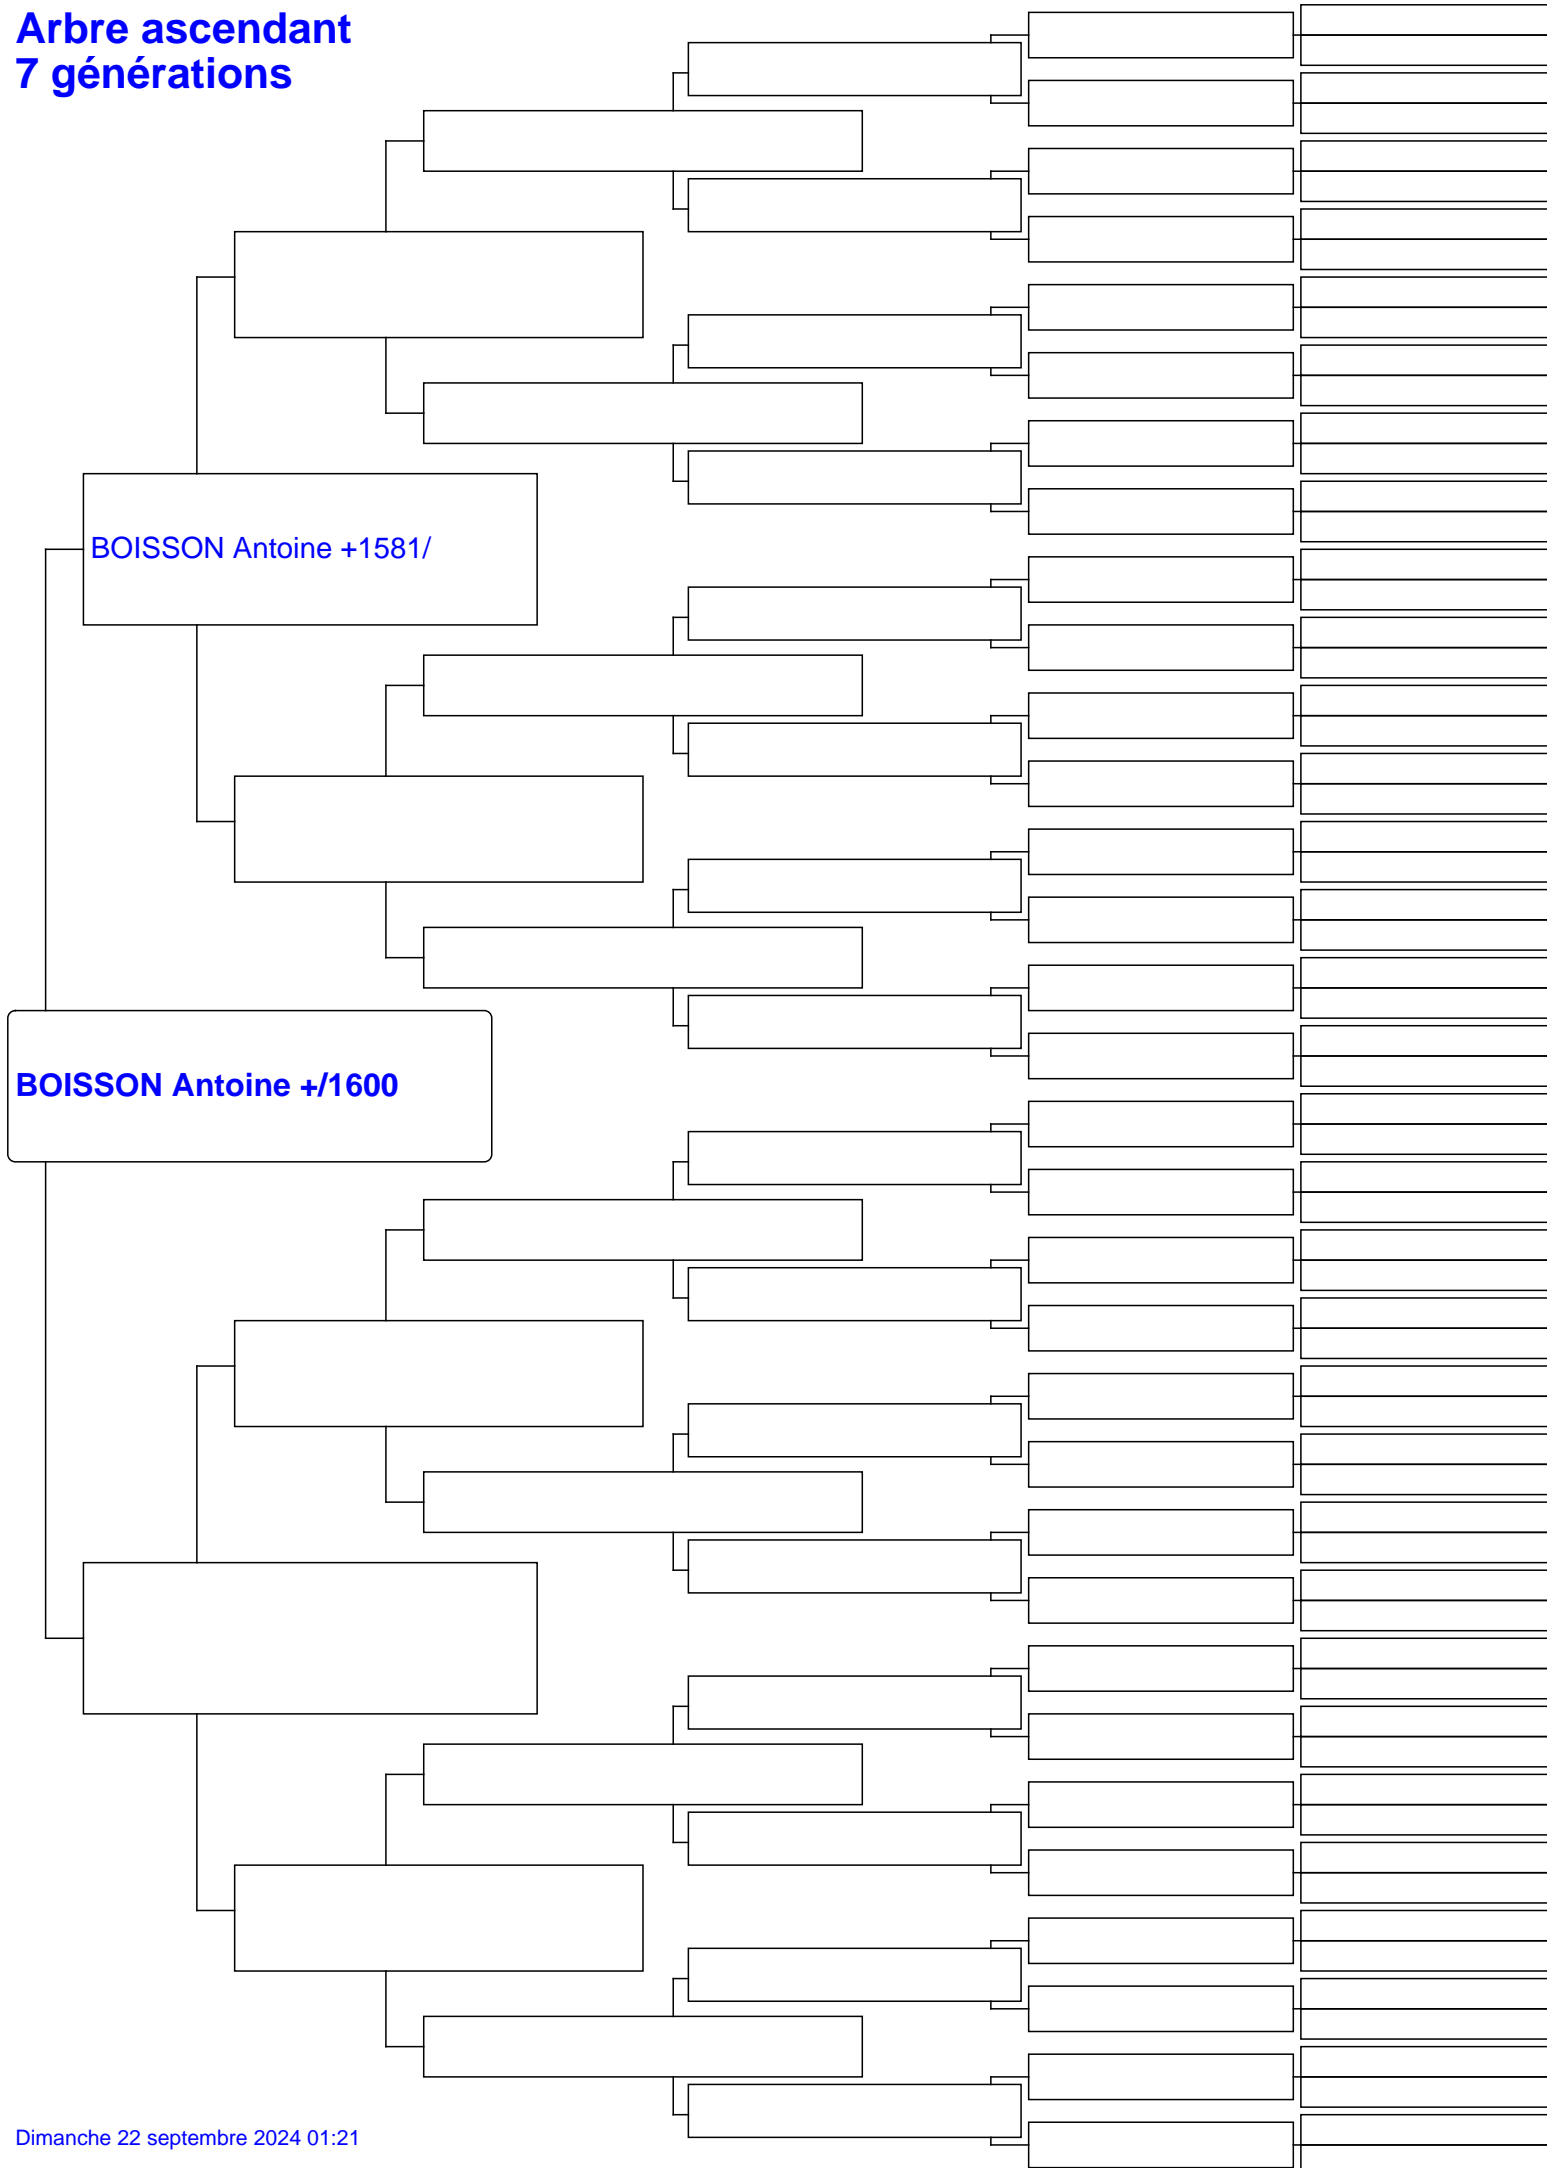 Arbre ascendant
7 générations
BOISSON Antoine +1581/
BOISSON Antoine +/1600
Dimanche 22 septembre 2024 01:21